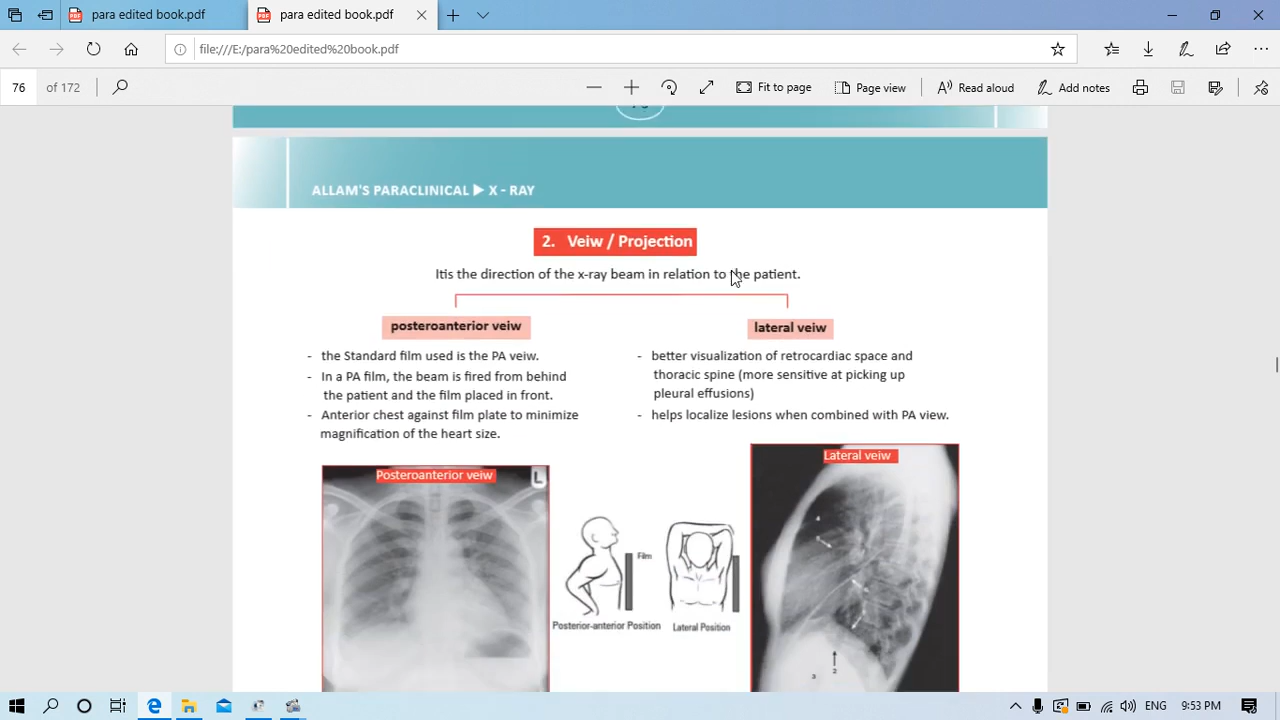 para edited book.pdf
para edited book.pdf
file:///E:/para%20edited%20book.pdf
76 of 172
Fit to page
Page view
Read aloud
Add notes
ALLAM'S PARACLINICAL ▶ X - RAY
2. Veiw / Projection
Itis the direction of the x-ray beam in relation to the patient.
posteroanterior veiw
- the Standard film used is the PA veiw.
- In a PA film, the beam is fired from behind
the patient and the film placed in front.
- Anterior chest against film plate to minimize
magnification of the heart size.
lateral veiw
- better visualization of retrocardiac space and
thoracic spine (more sensitive at picking up
pleural effusions)
- helps localize lesions when combined with PA view.
Posteroanterior veiw
L
Film
Posterior-anterior Position
Lateral Position
Lateral veiw
4
2
3
ENG
9:53 PM